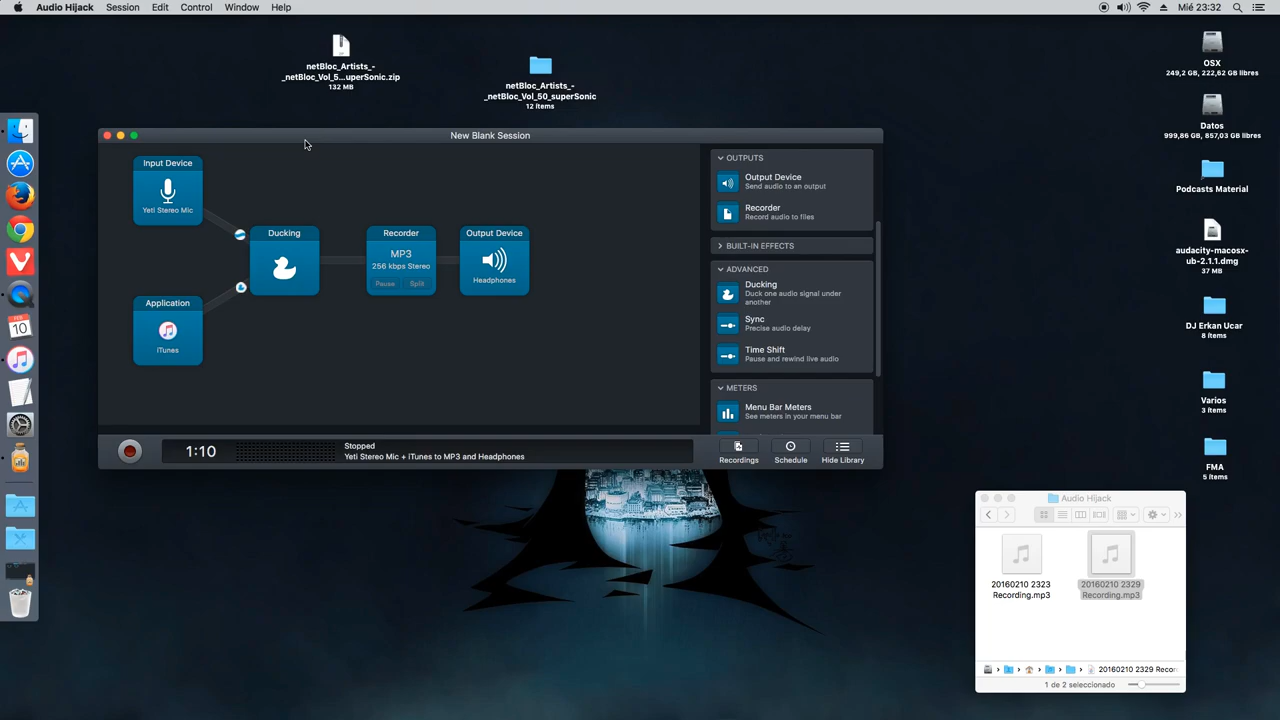 Audio Hijack Session Edit Control Window Help
Mié 23:32
netBloc_Artists_-
_netBloc_Vol_5...uperSonic.zip
132 MB
netBloc_Artists_-
_netBloc_Vol_50_superSonic
12 ítems
OSX
249,2 GB, 222,62 GB libres
Datos
999,86 GB, 857,03 GB libres
Podcasts Material
audacity-macosx-
ub-2.1.1.dmg
37 MB
DJ Erkan Ucar
8 ítems
Varios
3 ítems
FMA
5 ítems
10
New Blank Session
Input Device
Yeti Stereo Mic
Application
iTunes
Ducking
Recorder
MP3
256 kbps Stereo
Pause Split
Output Device
Headphones
OUTPUTS
Output Device
Send audio to an output
Recorder
Record audio to files
BUILT-IN EFFECTS
ADVANCED
Ducking
Duck one audio signal under
another
Sync
Precise audio delay
Time Shift
Pause and rewind live audio
METERS
Menu Bar Meters
See meters in your menu bar
1:10
Stopped
Yeti Stereo Mic + iTunes to MP3 and Headphones
Recordings Schedule Hide Library
Audio Hijack
20160210 2323
Recording.mp3
20160210 2329
Recording.mp3
20160210 2329 Recor
1 de 2 seleccionado